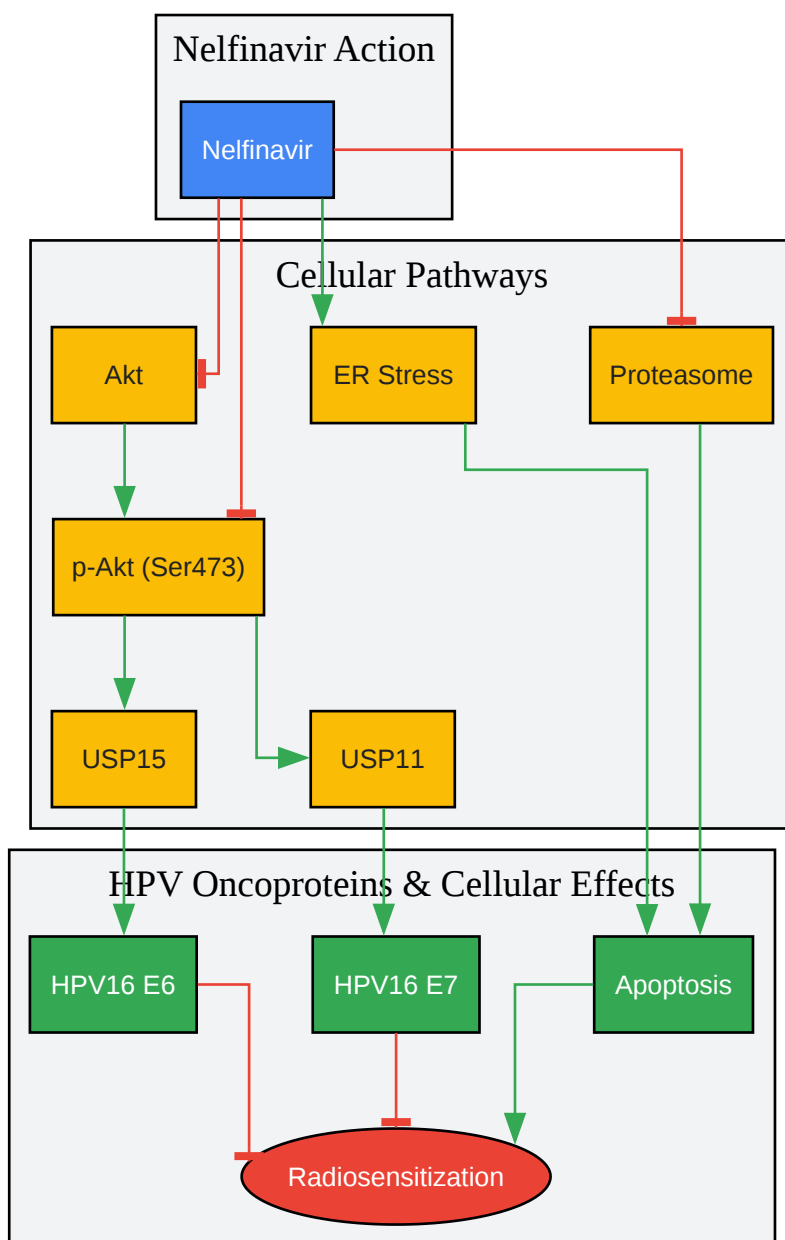 Nelfinavir Action
Nelfinavir
Cellular Pathways
Akt
ER Stress
Proteasome
p-Akt (Ser473)
USP15
USP11
HPV Oncoproteins & Cellular Effects
HPV16 E6
HPV16 E7
Apoptosis
Radiosensitization